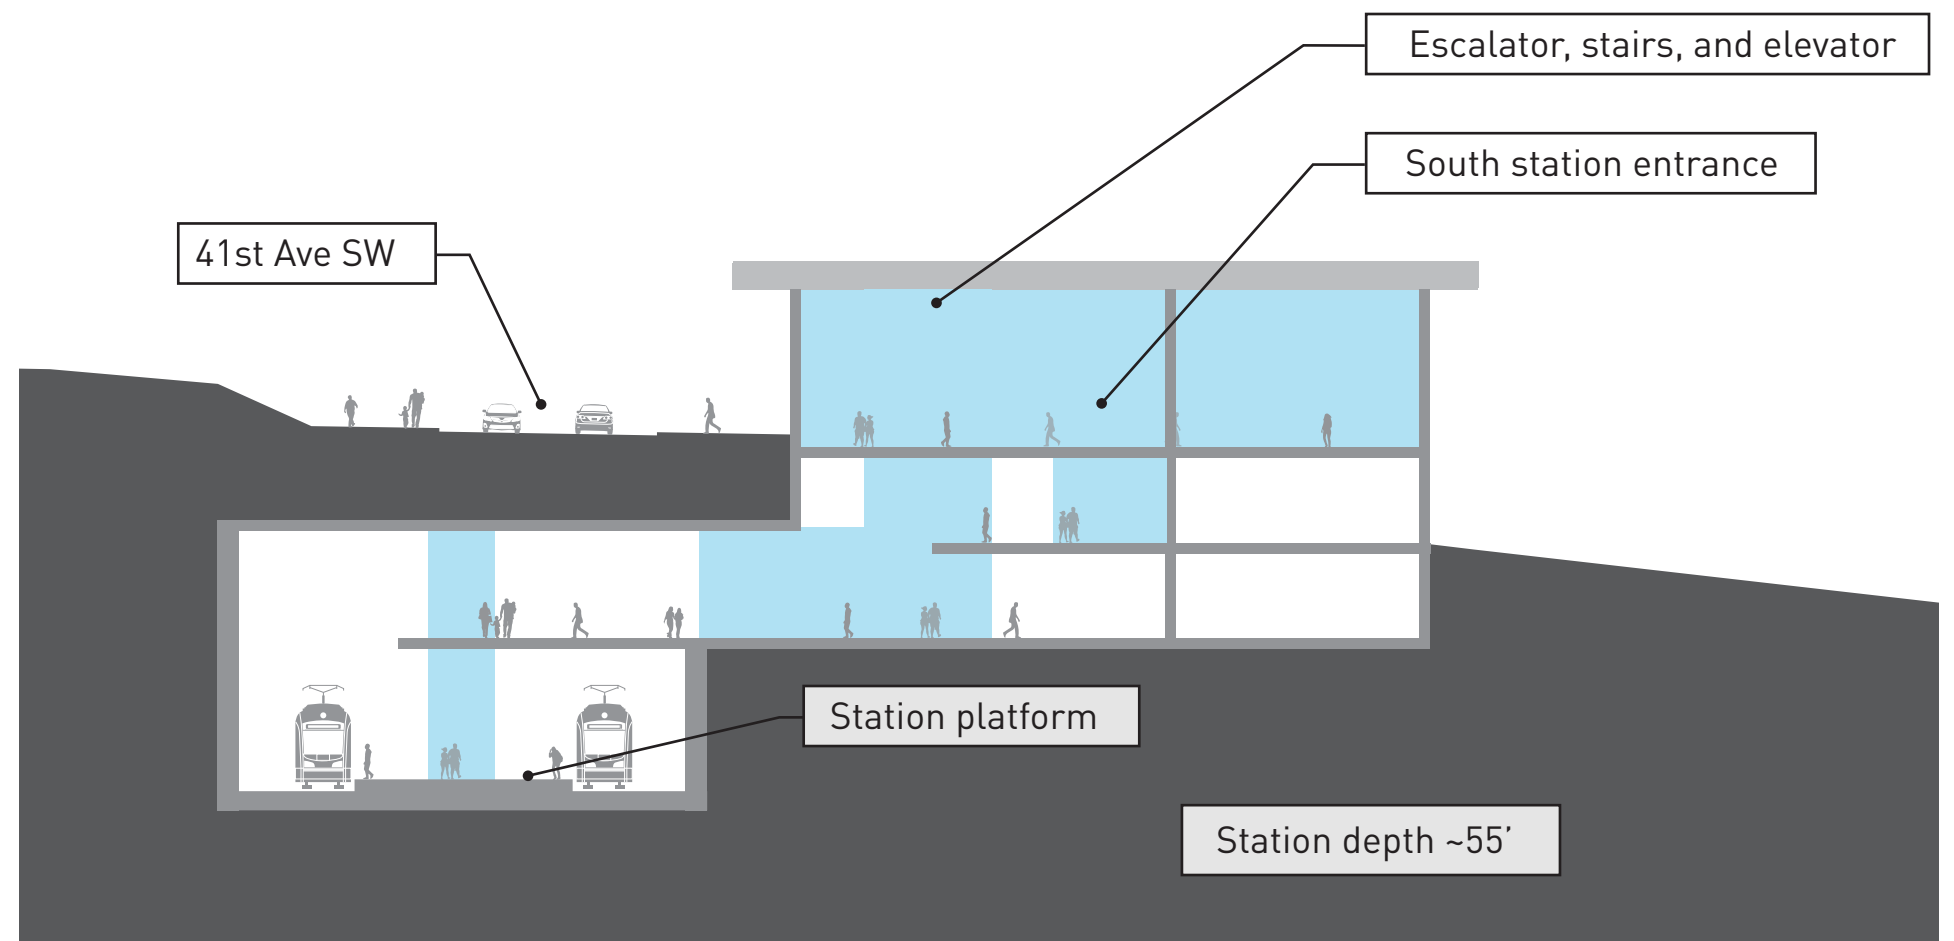 Escalator, stairs, and elevator
South station entrance
41st Ave SW
Station platform
Station depth ~55’